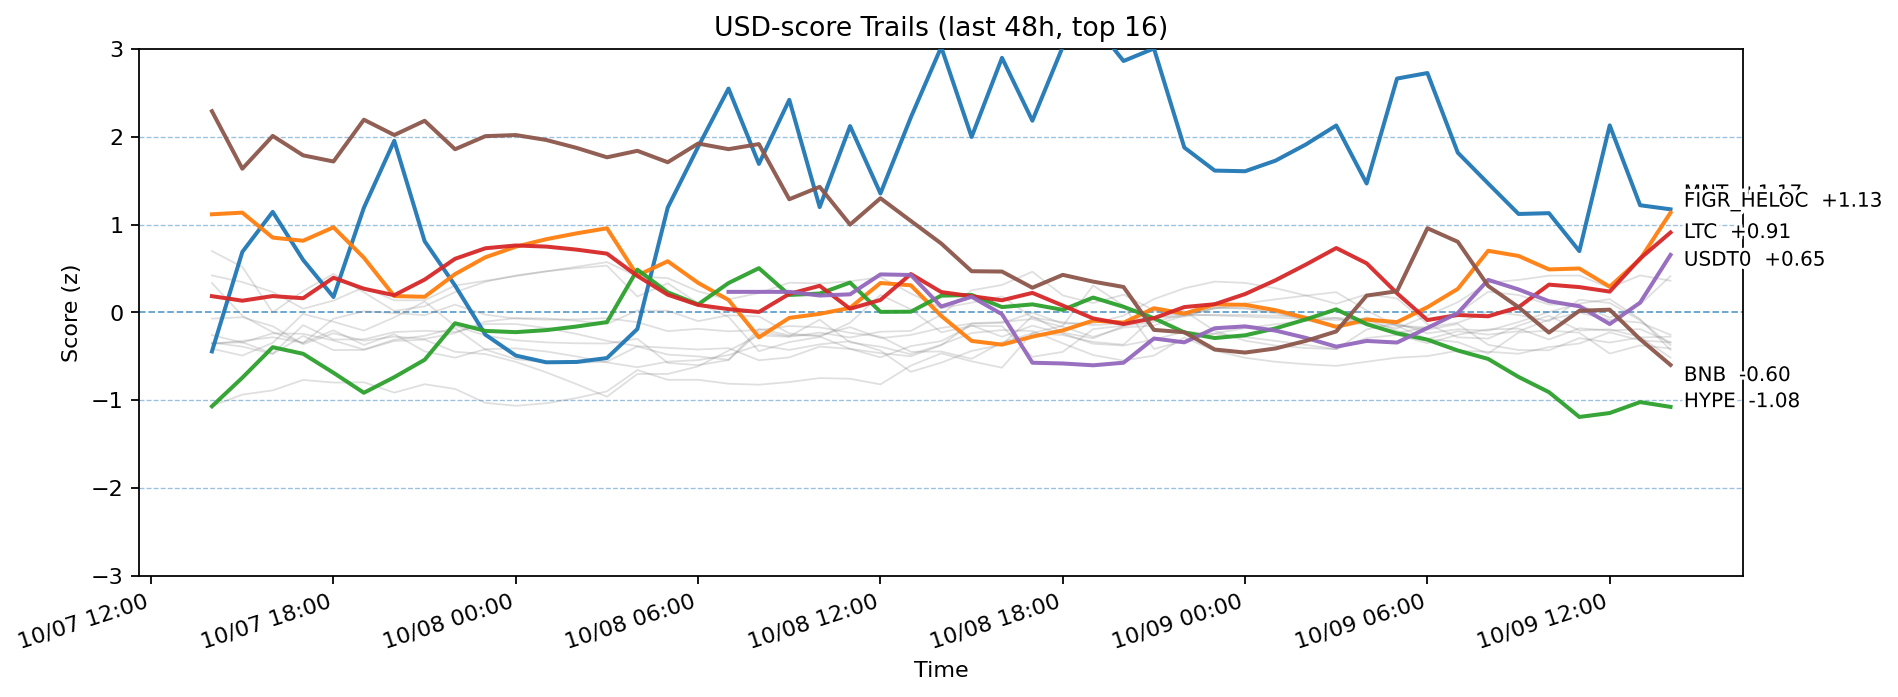 USD-score Trails (last 48h, top 16)
3
2
1
0
−1
−2
−3
Score (z)
FIGR_HELOC +1.13
LTC +0.91
USDT0 +0.65
BNB -0.60
HYPE -1.08
10/07 12:00
10/07 18:00
10/08 00:00
10/08 06:00
10/08 12:00
10/08 18:00
10/09 00:00
10/09 06:00
10/09 12:00
Time